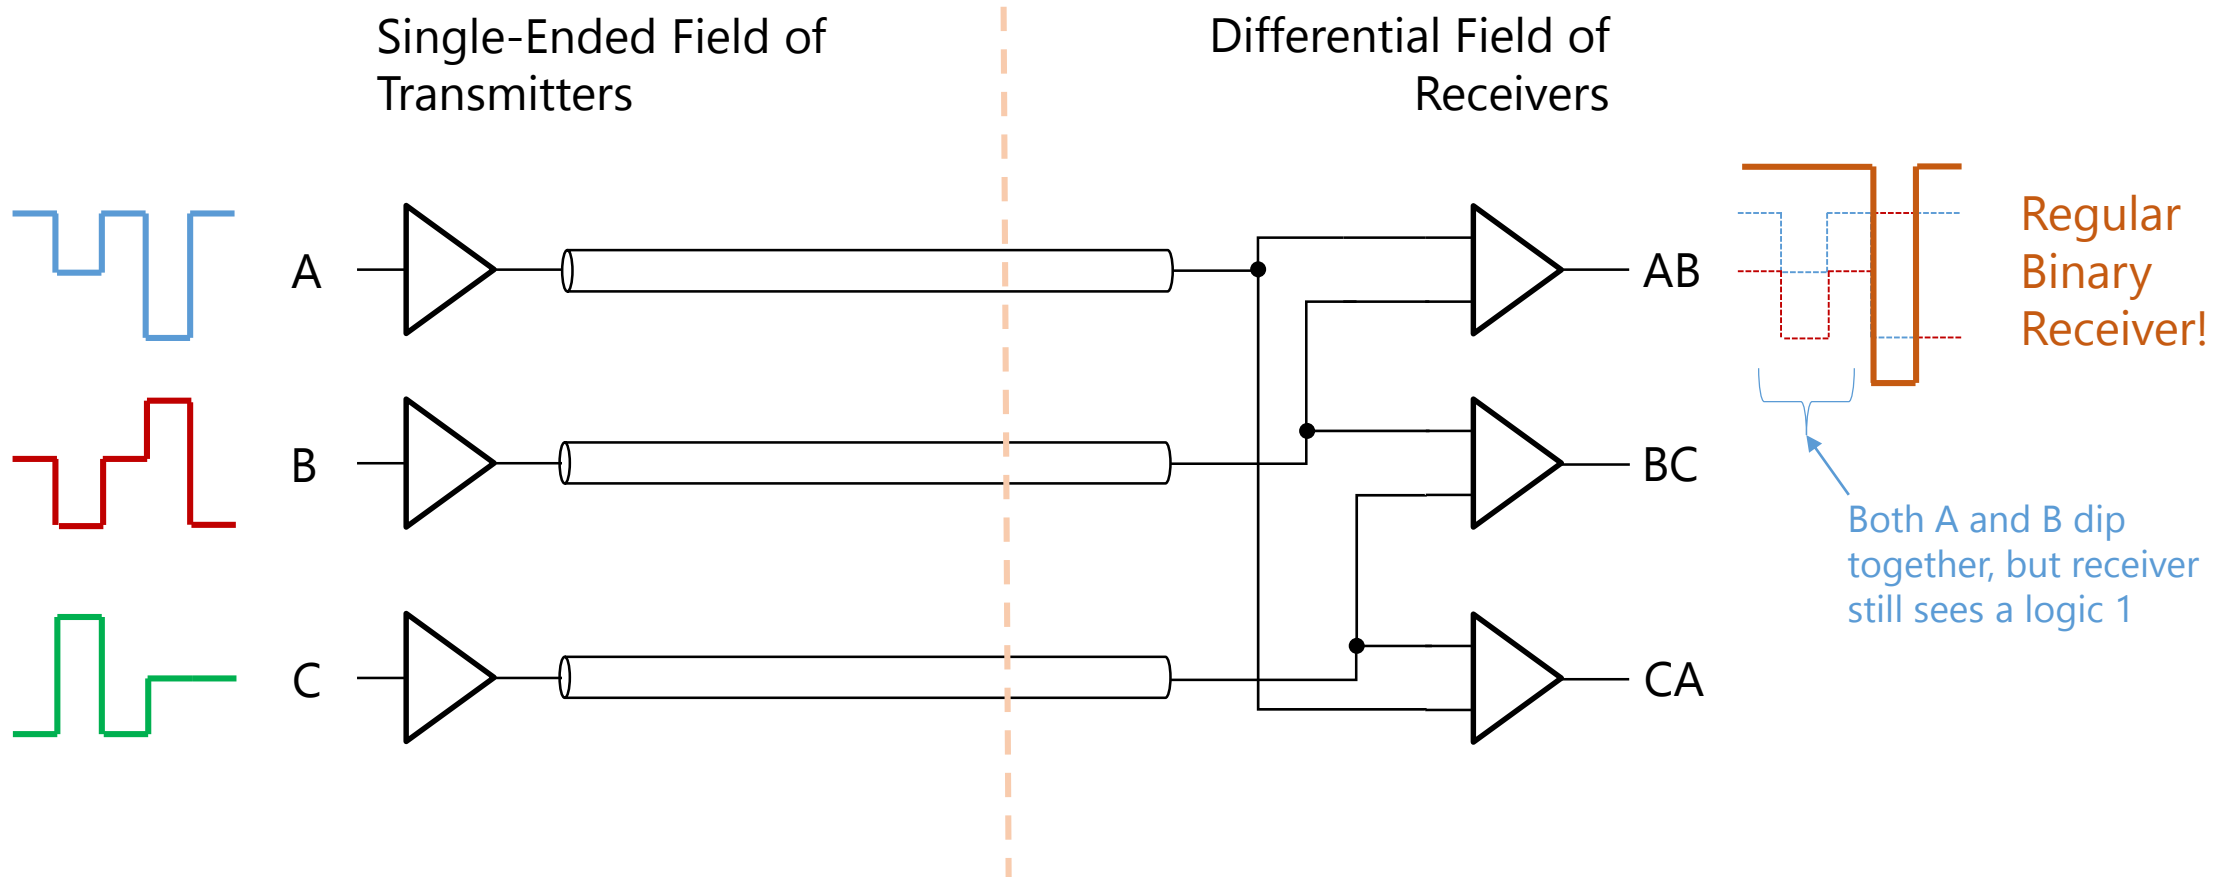 Single-Ended Field of
Transmitters
Differential Field of
Receivers
A
AB
Regular
Binary
Receiver!
B
BC
Both A and B dip
together, but receiver
still sees a logic 1
C
CA